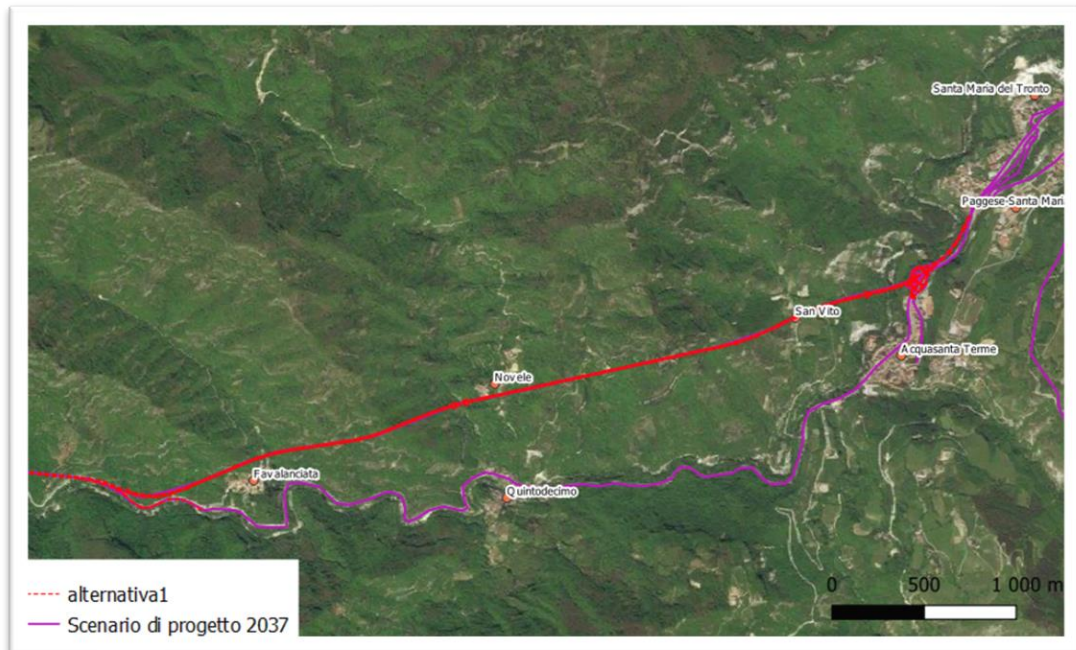 Santa Maria del Tronto
Paggese-Santa Maria
San Vito
Acquasanta Terme
Novele
Favalanciata
Quintodecimo
alternativa1
Scenario di progetto 2037
0 500 1 000 m